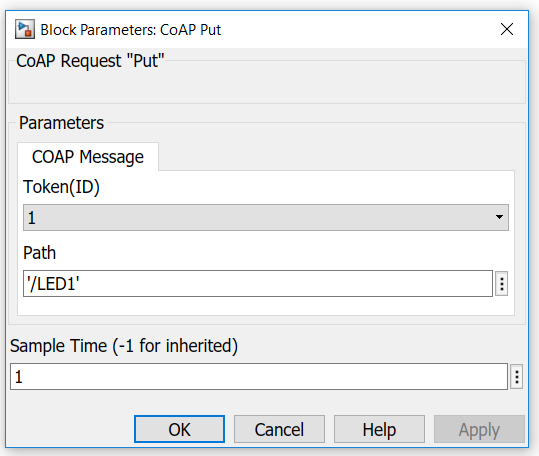 Block Parameters: CoAP Put
CoAP Request "Put"
Parameters
COAP Message
Token(ID)
1
Path
'/LED1'
Sample Time (-1 for inherited)
1
OK Cancel Help Apply